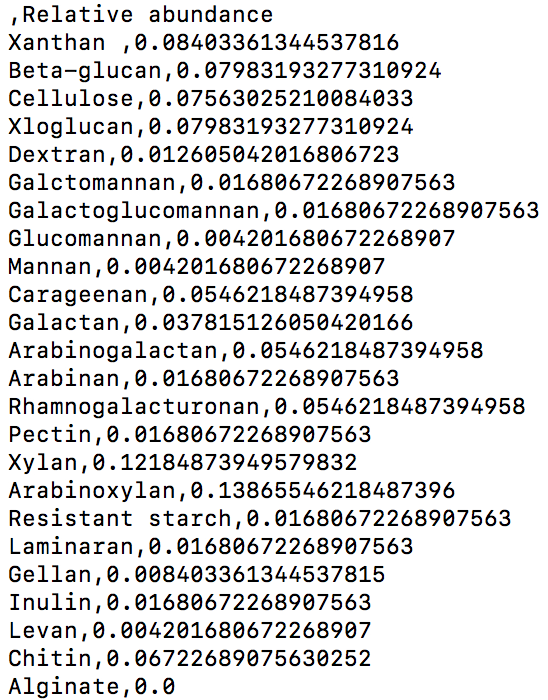 ,Relative abundance
Xanthan ,0.08403361344537816
Beta-glucan,0.07983193277310924
Cellulose,0.07563025210084033
Xloglucan,0.07983193277310924
Dextran,0.012605042016806723
Galctomannan,0.01680672268907563
Galactoglucomannan,0.01680672268907563
Glucomannan,0.004201680672268907
Mannan,0.004201680672268907
Carageenan,0.0546218487394958
Galactan,0.037815126050420166
Arabinogalactan,0.0546218487394958
Arabinan,0.01680672268907563
Rhamnogalacturonan,0.0546218487394958
Pectin,0.01680672268907563
Xylan,0.12184873949579832
Arabinoxylan,0.13865546218487396
Resistant starch,0.01680672268907563
Laminaran,0.01680672268907563
Gellan,0.008403361344537815
Inulin,0.01680672268907563
Levan,0.004201680672268907
Chitin,0.06722689075630252
Alginate,0.0